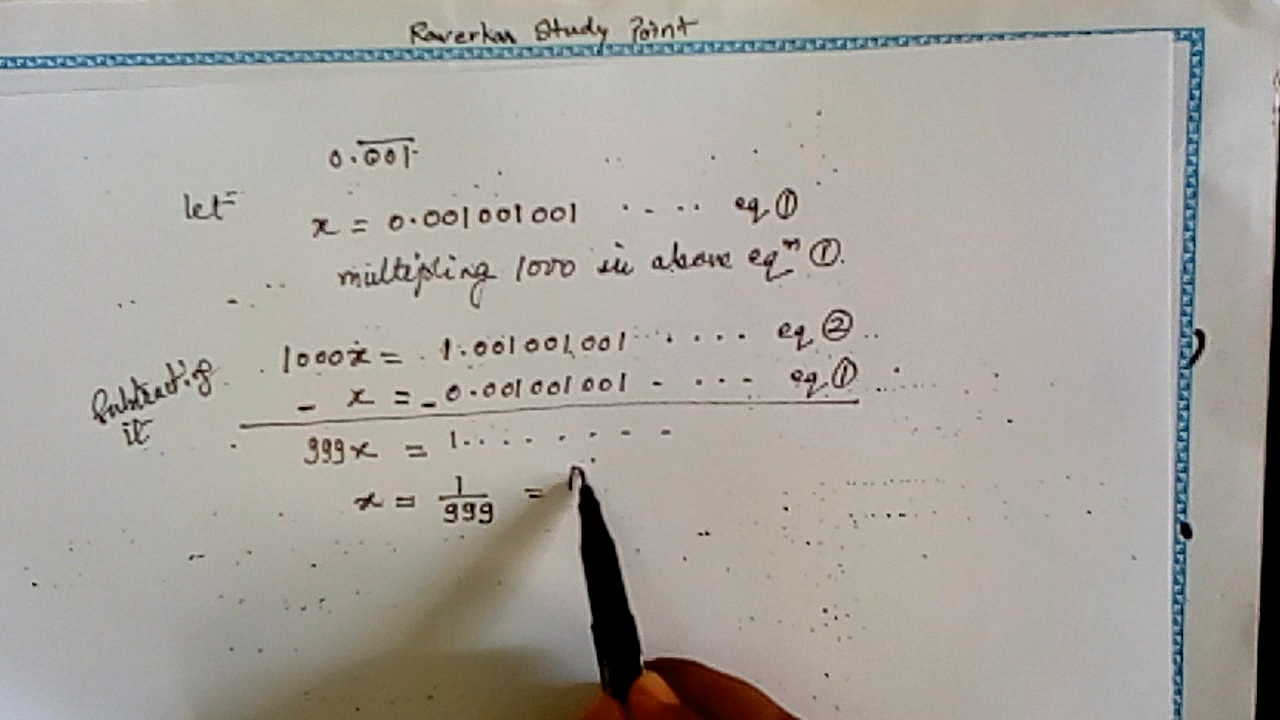 Raverkar Study Point
0.001
let
x = 0.001001001 ..... eq ①
multipling 1000 in above eqⁿ ①.
1000x = 1.001001001 ..... eq ②
Subtracting it
- x = -0.001001001 - ... - eq ①
999x = 1........
x = 1/999 =